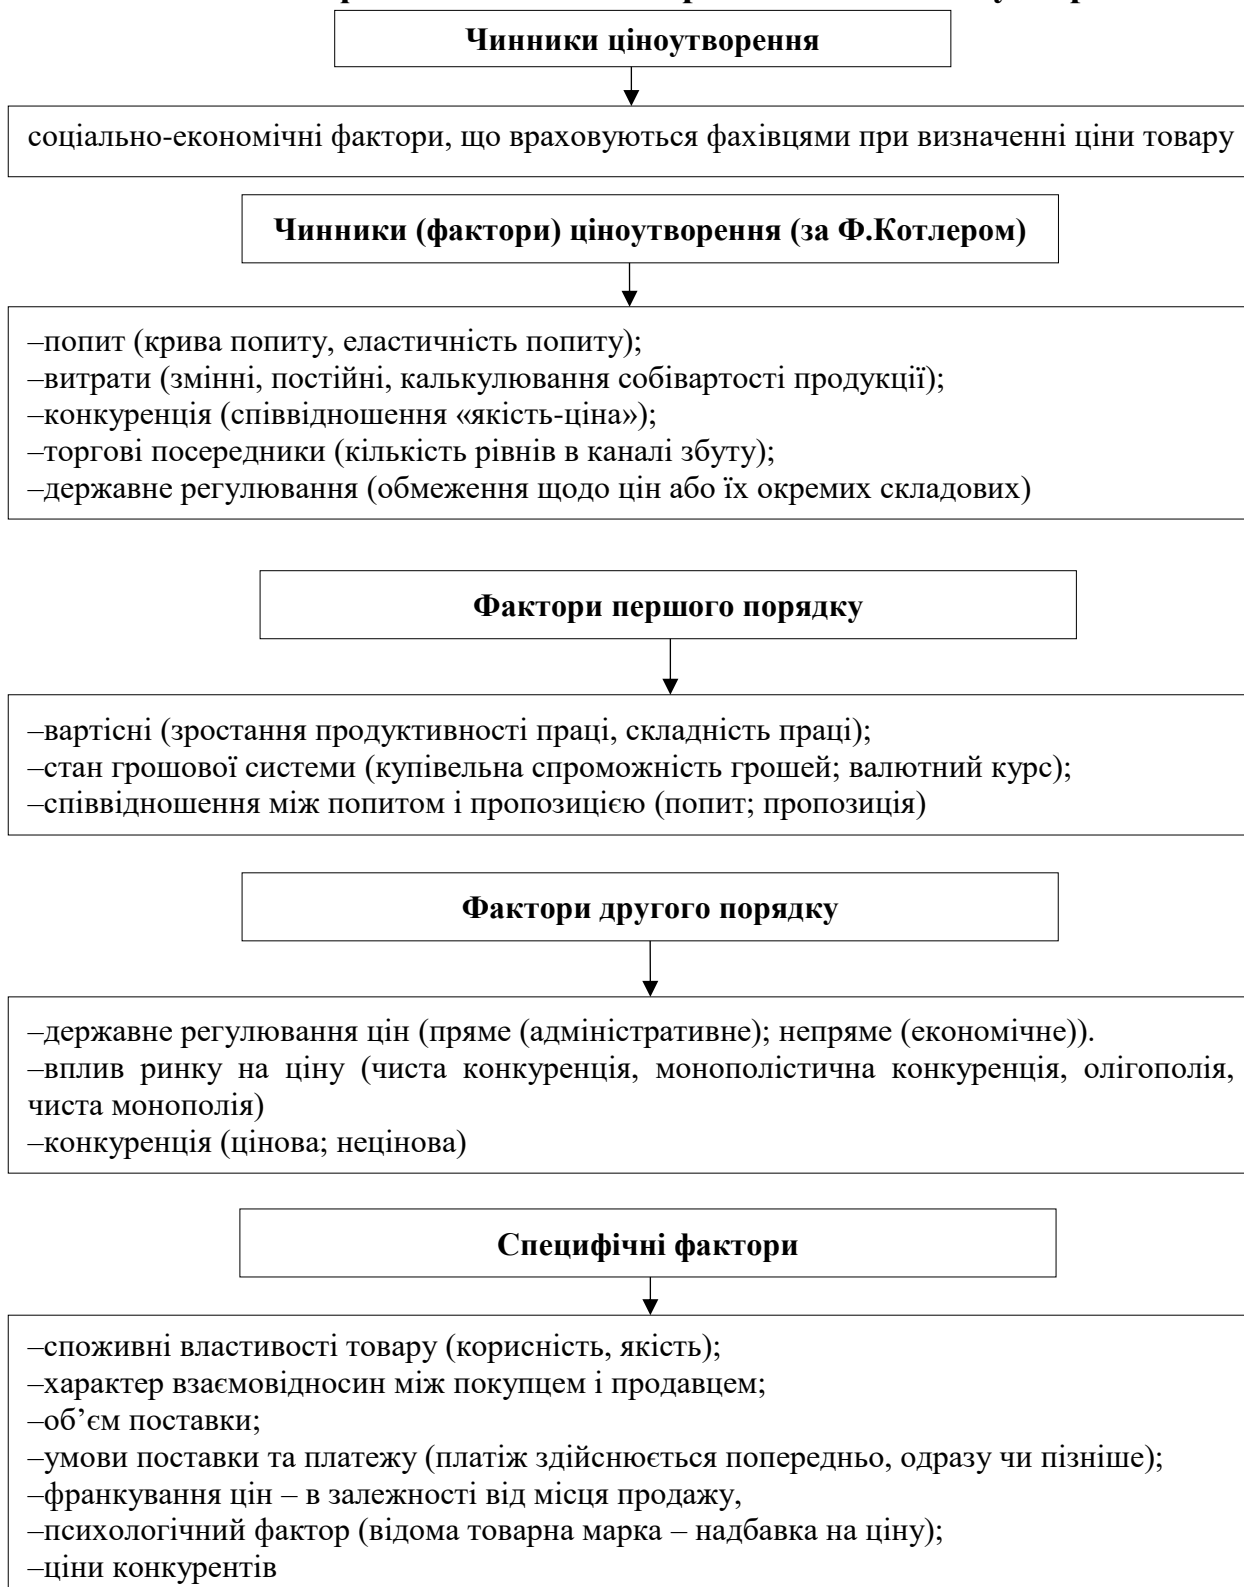 Чинники ціноутворення
соціально-економічні фактори, що враховуються фахівцями при визначенні ціни товару
Чинники (фактори) ціноутворення (за Ф.Котлером)
–попит (крива попиту, еластичність попиту);
–витрати (змінні, постійні, калькулювання собівартості продукції);
–конкуренція (співвідношення «якість-ціна»);
–торгові посередники (кількість рівнів в каналі збуту);
–державне регулювання (обмеження щодо цін або їх окремих складових)
Фактори першого порядку
–вартісні (зростання продуктивності праці, складність праці);
–стан грошової системи (купівельна спроможність грошей; валютний курс);
–співвідношення між попитом і пропозицією (попит; пропозиція)
Фактори другого порядку
–державне регулювання цін (пряме (адміністративне); непряме (економічне)).
–вплив ринку на ціну (чиста конкуренція, монополістична конкуренція, олігополія,
чиста монополія)
–конкуренція (цінова; нецінова)
Специфічні фактори
–споживні властивості товару (корисність, якість);
–характер взаємовідносин між покупцем і продавцем;
–об’єм поставки;
–умови поставки та платежу (платіж здійснюється попередньо, одразу чи пізніше);
–франкування цін – в залежності від місця продажу,
–психологічний фактор (відома товарна марка – надбавка на ціну);
–ціни конкурентів